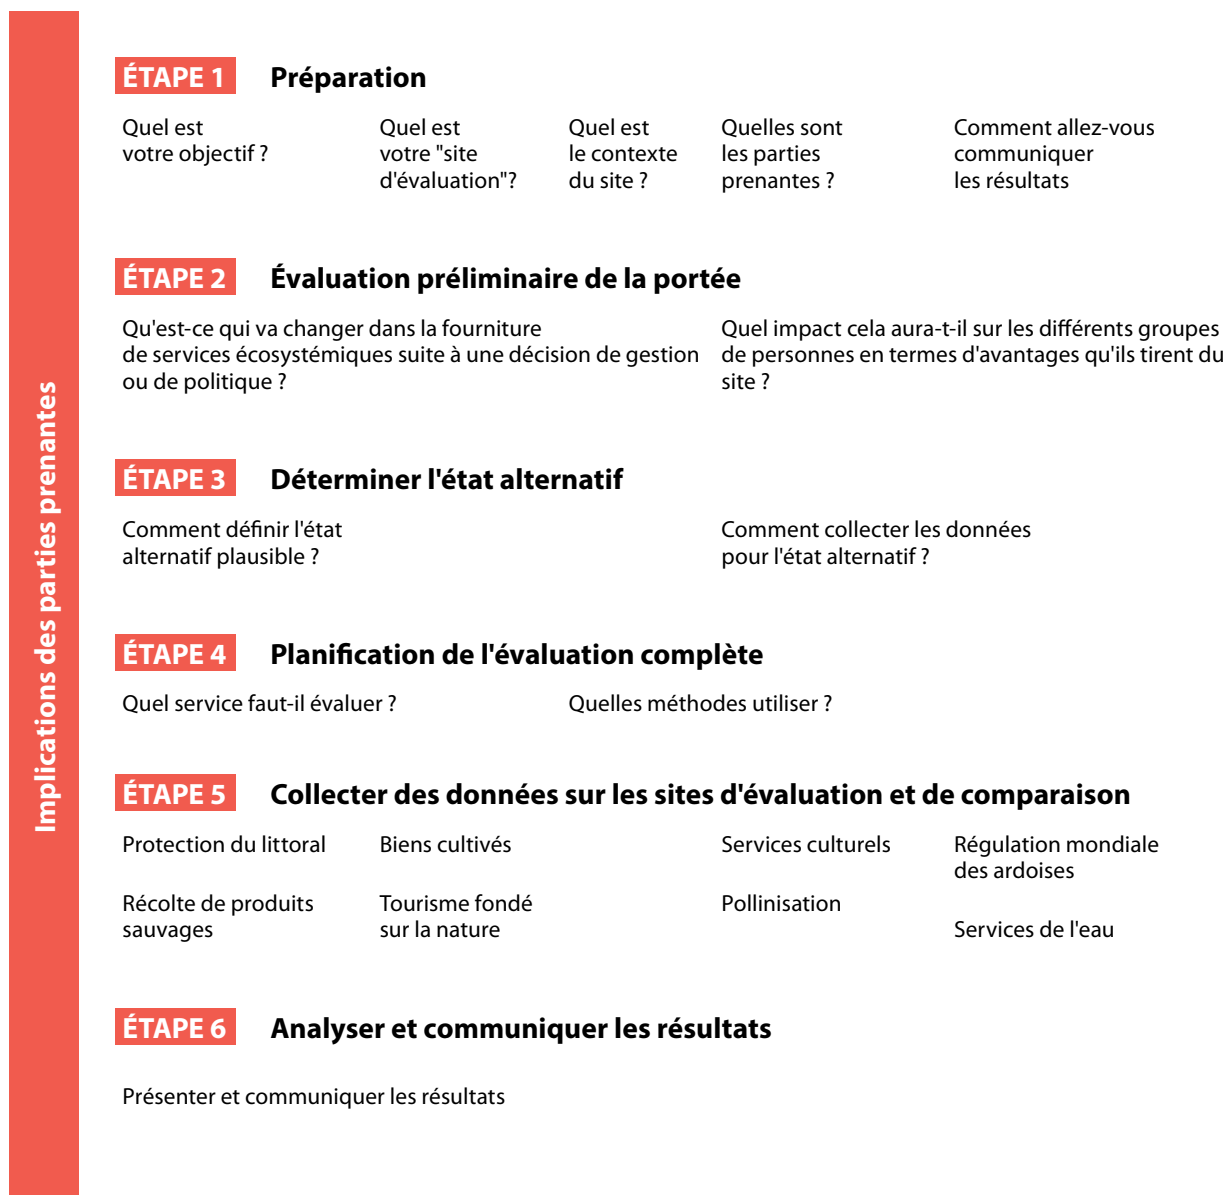 Implications des parties prenantes
ÉTAPE 1 Préparation
Quel est
votre objectif ?
Quel est
votre "site
d'évaluation"?
Quel est
le contexte
du site ?
Quelles sont
les parties
prenantes ?
Comment allez-vous
communiquer
les résultats
ÉTAPE 2 Évaluation préliminaire de la portée
Qu'est-ce qui va changer dans la fourniture
de services écosystémiques suite à une décision de gestion
ou de politique ?
Quel impact cela aura-t-il sur les différents groupes
de personnes en termes d'avantages qu'ils tirent du
site ?
ÉTAPE 3 Déterminer l'état alternatif
Comment définir l'état
alternatif plausible ?
Comment collecter les données
pour l'état alternatif ?
ÉTAPE 4 Planification de l'évaluation complète
Quel service faut-il évaluer ?
Quelles méthodes utiliser ?
ÉTAPE 5 Collecter des données sur les sites d'évaluation et de comparaison
Protection du littoral
Biens cultivés
Services culturels
Régulation mondiale
des ardoises
Récolte de produits
sauvages
Tourisme fondé
sur la nature
Pollinisation
Services de l'eau
ÉTAPE 6 Analyser et communiquer les résultats
Présenter et communiquer les résultats